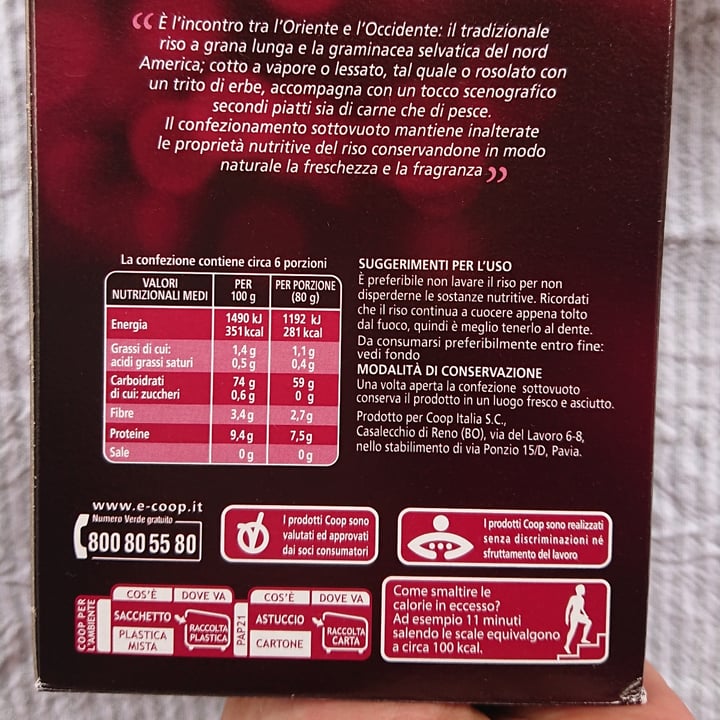 “ È l'incontro tra l'Oriente e l'Occidente: il tradizionale
riso a grana lunga e la graminacea selvatica del nord
America; cotto a vapore o lessato, tal quale o rosolato con
un trito di erbe, accompagna con un tocco scenografico
secondi piatti sia di carne che di pesce.
Il confezionamento sottovuoto mantiene inalterate
le proprietà nutritive del riso conservandone in modo
naturale la freschezza e la fragranza ”
La confezione contiene circa 6 porzioni
VALORI NUTRIZIONALI MEDI PER 100 g PER PORZIONE (80 g)
Energia 1490 kJ 1192 kJ
351 kcal 281 kcal
Grassi di cui: 1,4 g 1,1 g
acidi grassi saturi 0,5 g 0,4 g
Carboidrati 74 g 59 g
di cui: zuccheri 0,6 g 0 g
Fibre 3,4 g 2,7 g
Proteine 9,4 g 7,5 g
Sale 0 g 0 g
SUGGERIMENTI PER L'USO
È preferibile non lavare il riso per non
disperderne le sostanze nutritive. Ricordati
che il riso continua a cuocere appena tolto
dal fuoco, quindi è meglio tenerlo al dente.
Da consumarsi preferibilmente entro fine:
vedi fondo
MODALITÀ DI CONSERVAZIONE
Una volta aperta la confezione sottovuoto
conserva il prodotto in un luogo fresco e asciutto.
Prodotto per Coop Italia S.C.,
Casalecchio di Reno (BO), via del Lavoro 6-8,
nello stabilimento di via Ponzio 15/D, Pavia.
www.e-coop.it
Numero Verde gratuito
800 80 55 80
I prodotti Coop sono
valutati ed approvati
dai soci consumatori
I prodotti Coop sono realizzati
senza discriminazioni né
sfruttamento del lavoro
COOP PER
L'AMBIENTE
COS'È DOVE VA
SACCHETTO
PLASTICA
MISTA
RACCOLTA
PLASTICA
PAP21
COS'È DOVE VA
ASTUCCIO
CARTONE
RACCOLTA
CARTA
Come smaltire le
calorie in eccesso?
Ad esempio 11 minuti
salendo le scale equivalgono
a circa 100 kcal.